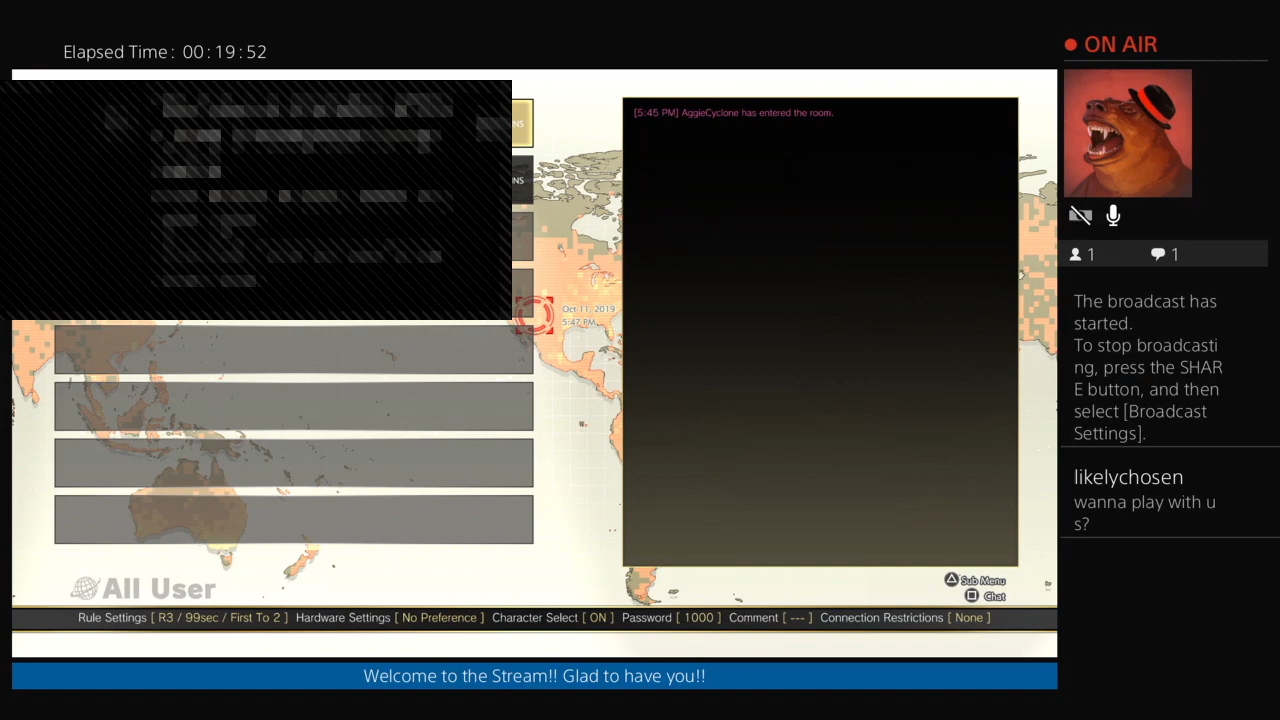 Elapsed Time: 00:19:52
ON AIR
NS
[5:45 PM] AggieCyclone has entered the room.
NS
1 1
Oct 11, 2019
5:47 PM
The broadcast has
started.
To stop broadcasti
ng, press the SHAR
E button, and then
select [Broadcast
Settings].
likelychosen
wanna play with u
s?
All User
Sub Menu
Chat
Rule Settings [ R3 / 99sec / First To 2 ] Hardware Settings [ No Preference ] Character Select [ ON ] Password [ 1000 ] Comment [ --- ] Connection Restrictions [ None ]
Welcome to the Stream!! Glad to have you!!